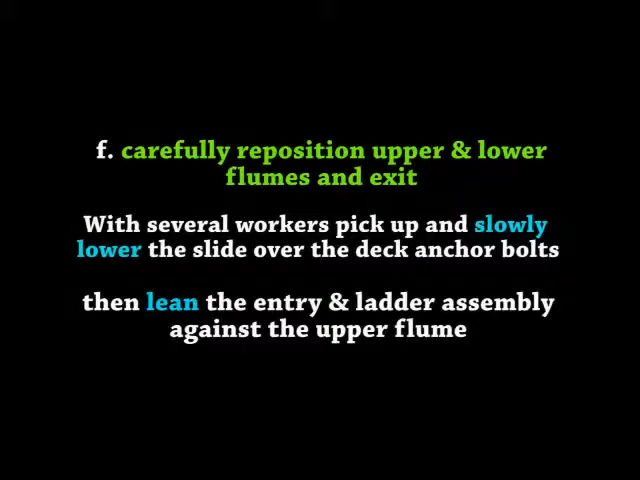 f. carefully reposition upper & lower
flumes and exit
With several workers pick up and slowly
lower the slide over the deck anchor bolts
then lean the entry & ladder assembly
against the upper flume